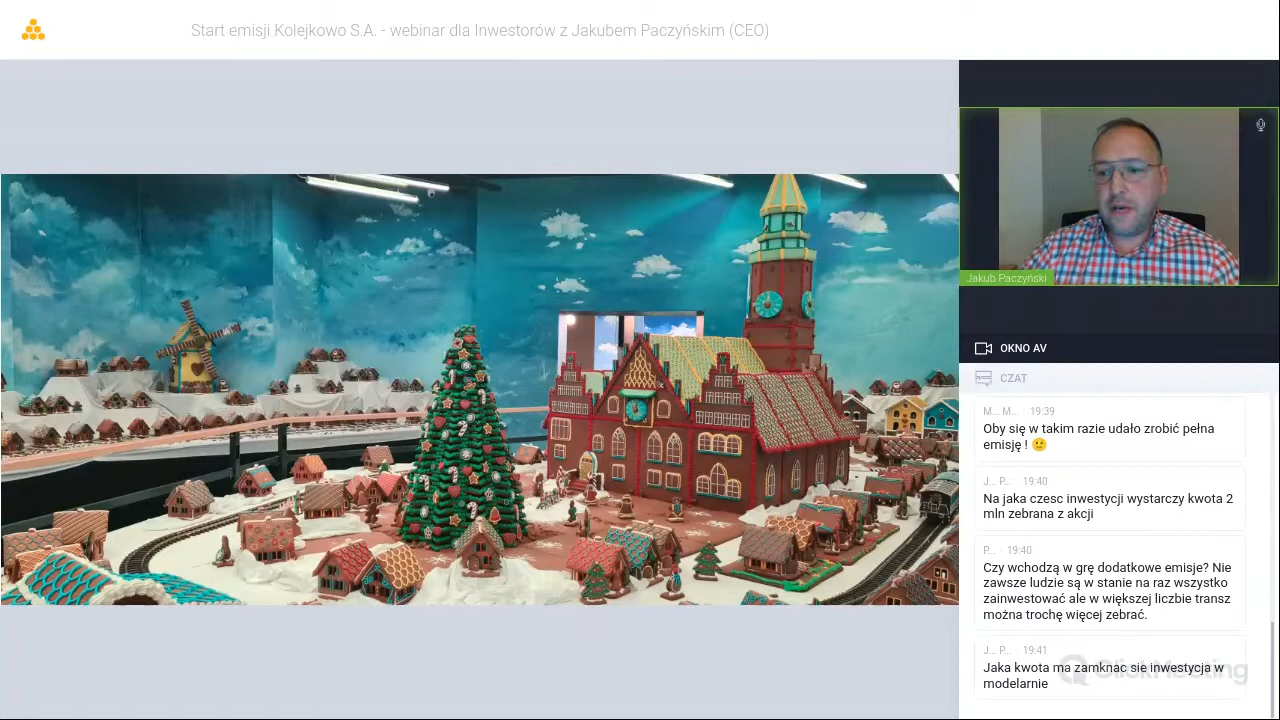 Start emisji Kolejkowo S.A. - webinar dla Inwestorów z Jakubem Paczyńskim (CEO)
Jakub Paczyński
OKNO AV
CZAT
M... M... 19:39
Oby się w takim razie udało zrobić pełna
emisję ! 🙂
J... P... 19:40
Na jaka czesc inwestycji wystarczy kwota 2
mln zebrana z akcji
P... 19:40
Czy wchodzą w grę dodatkowe emisje? Nie
zawsze ludzie są w stanie na raz wszystko
zainwestować ale w większej liczbie transz
można trochę więcej zebrać.
J... P... 19:41
Jaka kwota ma zamknac sie inwestycja w
modelarnie
ClickMeeting